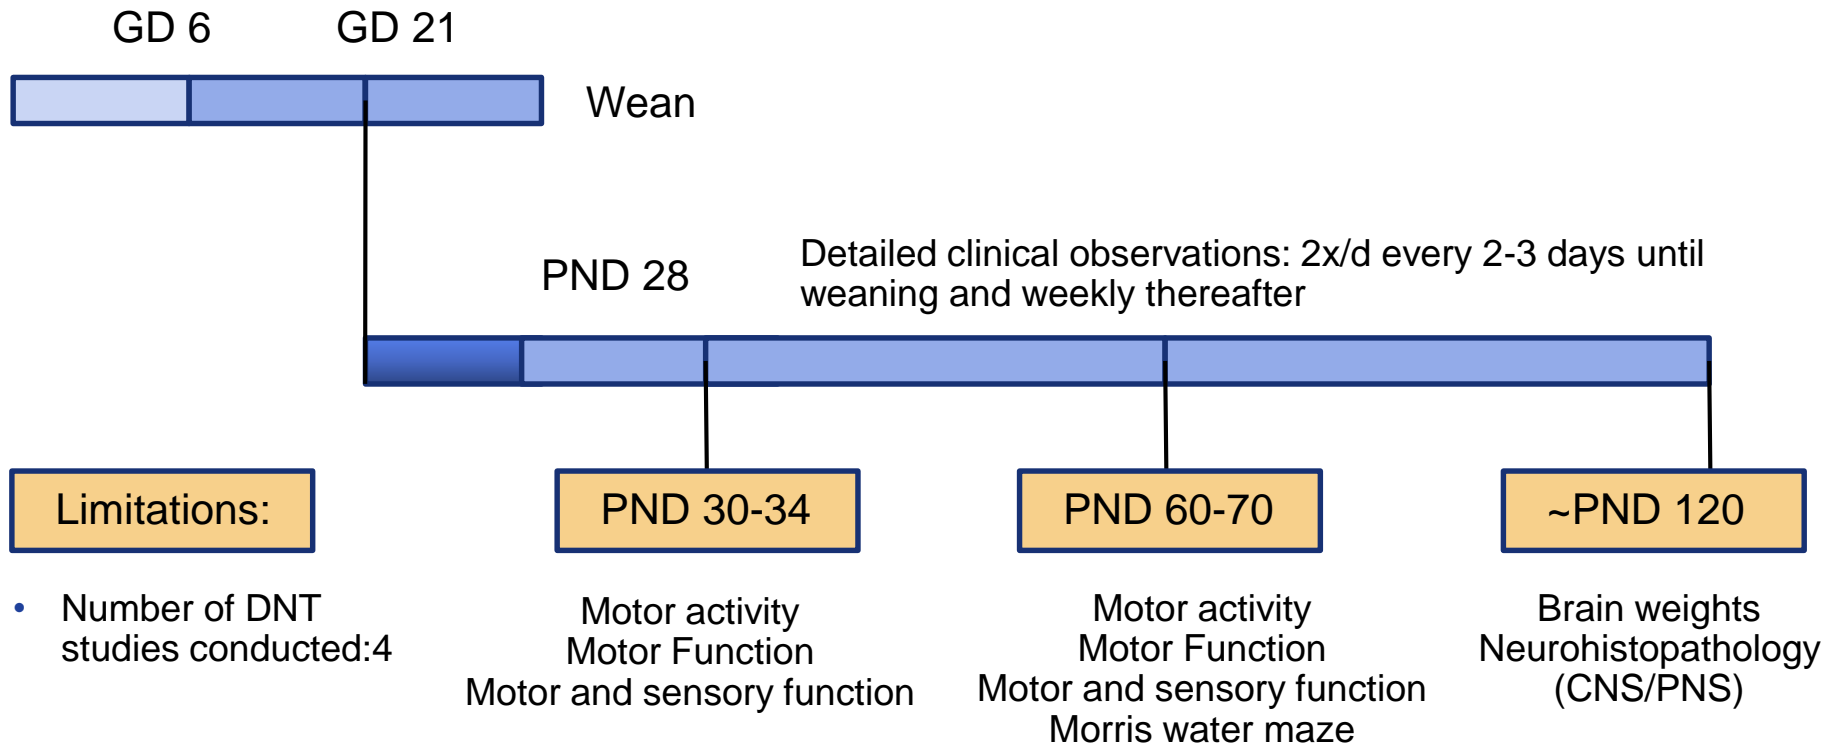 GD 6
GD 21
Wean
PND 28
Detailed clinical observations: 2x/d every 2-3 days until
weaning and weekly thereafter
Limitations:
• Number of DNT
studies conducted:4
PND 30-34
Motor activity
Motor Function
Motor and sensory function
PND 60-70
Motor activity
Motor Function
Motor and sensory function
Morris water maze
~PND 120
Brain weights
Neurohistopathology
(CNS/PNS)